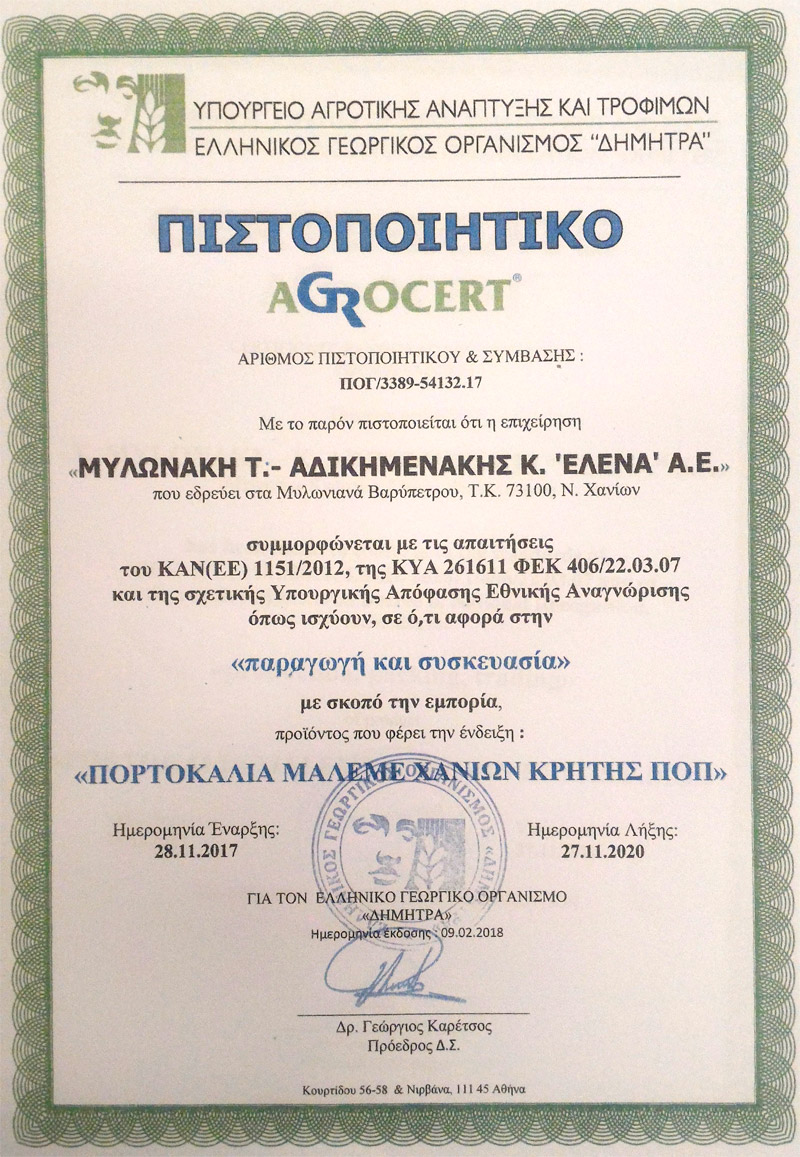 ΥΠΟΥΡΓΕΙΟ ΑΓΡΟΤΙΚΗΣ ΑΝΑΠΤΥΞΗΣ ΚΑΙ ΤΡΟΦΙΜΩΝ
ΕΛΛΗΝΙΚΟΣ ΓΕΩΡΓΙΚΟΣ ΟΡΓΑΝΙΣΜΟΣ "ΔΗΜΗΤΡΑ"
ΠΙΣΤΟΠΟΙΗΤΙΚΟ
AGROCERT®
ΑΡΙΘΜΟΣ ΠΙΣΤΟΠΟΙΗΤΙΚΟΥ & ΣΥΜΒΑΣΗΣ :
ΠΟΓ/3389-54132.17
Με το παρόν πιστοποιείται ότι η επιχείρηση
«ΜΥΛΩΝΑΚΗ Τ.- ΑΔΙΚΗΜΕΝΑΚΗΣ Κ. 'ΕΛΕΝΑ' Α.Ε.»
που εδρεύει στα Μυλωνιανά Βαρύπετρου, Τ.Κ. 73100, Ν. Χανίων
συμμορφώνεται με τις απαιτήσεις
του ΚΑΝ(ΕΕ) 1151/2012, της ΚΥΑ 261611 ΦΕΚ 406/22.03.07
και της σχετικής Υπουργικής Απόφασης Εθνικής Αναγνώρισης
όπως ισχύουν, σε ό,τι αφορά στην
«παραγωγή και συσκευασία»
με σκοπό την εμπορία,
προϊόντος που φέρει την ένδειξη :
«ΠΟΡΤΟΚΑΛΙΑ ΜΑΛΕΜΕ ΧΑΝΙΩΝ ΚΡΗΤΗΣ ΠΟΠ»
Ημερομηνία Έναρξης:
28.11.2017
Ημερομηνία Λήξης:
27.11.2020
ΓΕΩΡΓΙΚΟΣ ΟΡΓΑΝΙΣΜΟΣ
ΓΙΑ ΤΟΝ ΕΛΛΗΝΙΚΟ ΓΕΩΡΓΙΚΟ ΟΡΓΑΝΙΣΜΟ
«ΔΗΜΗΤΡΑ»
Ημερομηνία έκδοσης : 09.02.2018
Δρ. Γεώργιος Καρέτσος
Πρόεδρος Δ.Σ.
Κουρτίδου 56-58 & Νιρβάνα, 111 45 Αθήνα